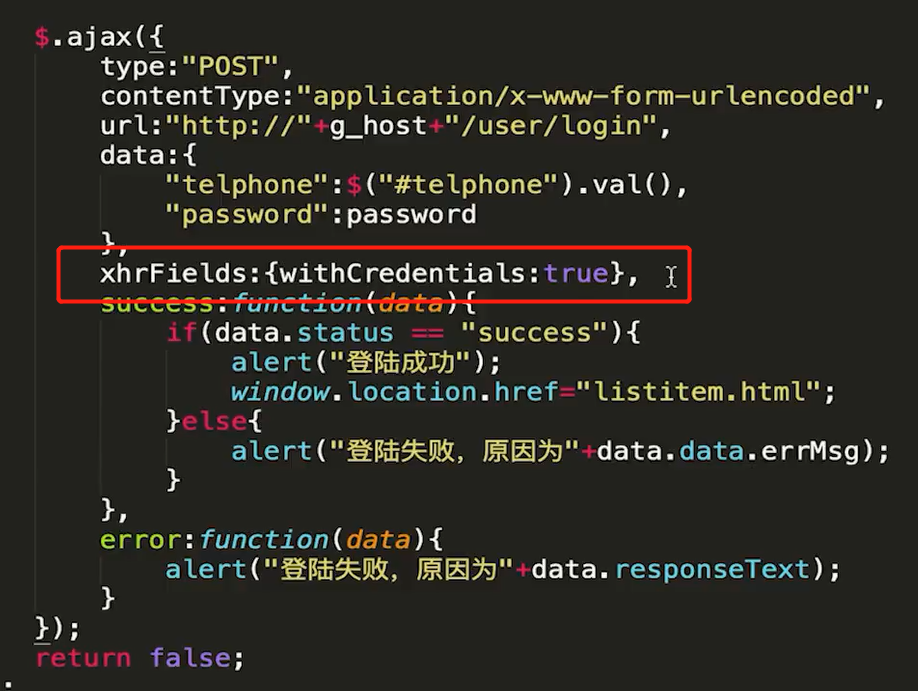 $.ajax({
type:"POST",
contentType:"application/x-www-form-urlencoded",
url:"http://"+g_host+"/user/login",
data:{
"telphone":$("#telphone").val(),
"password":password
},
xhrFields:{withCredentials:true},
success:function(data){
if(data.status == "success"){
alert("登陆成功");
window.location.href="listitem.html";
}else{
alert("登陆失败，原因为"+data.data.errMsg);
}
},
error:function(data){
alert("登陆失败，原因为"+data.responseText);
}
});
return false;